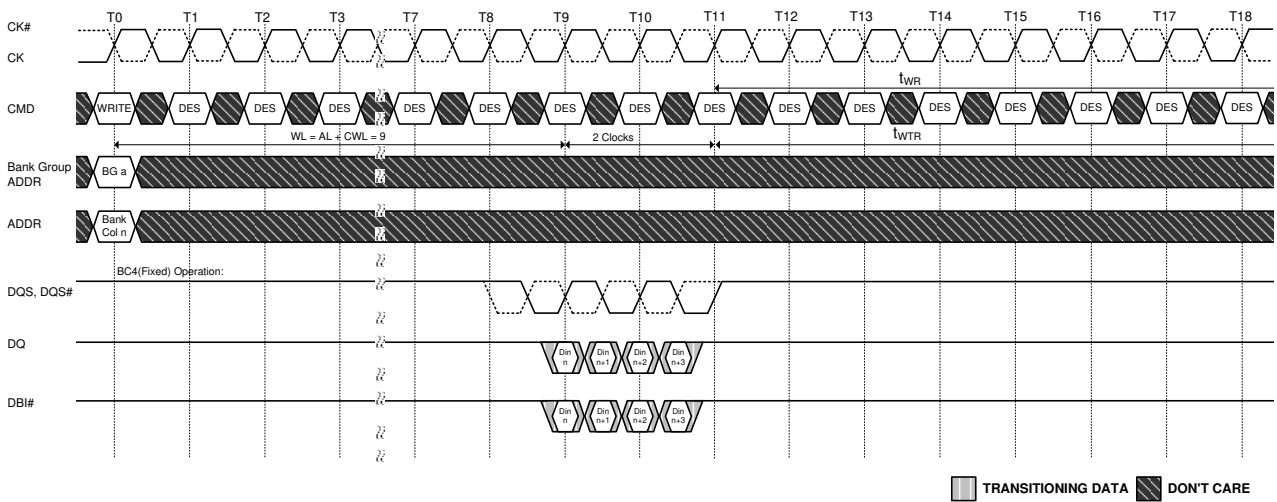 T0 T1 T2 T3 T7 T8 T9 T10 T11 T12 T13 T14 T15 T16 T17 T18
CK#
CK
tWR
CMD WRITE DES DES DES DES DES DES DES DES DES DES DES DES DES DES DES
WL = AL + CWL = 9 2 Clocks tWTR
Bank Group
ADDR
BG a
ADDR
Bank
Col n
BC4(Fixed) Operation:
DQS, DQS#
DQ
Din n Din n+1 Din n+2 Din n+3
DBI#
Din n Din n+1 Din n+2 Din n+3
TRANSITIONING DATA DON'T CARE